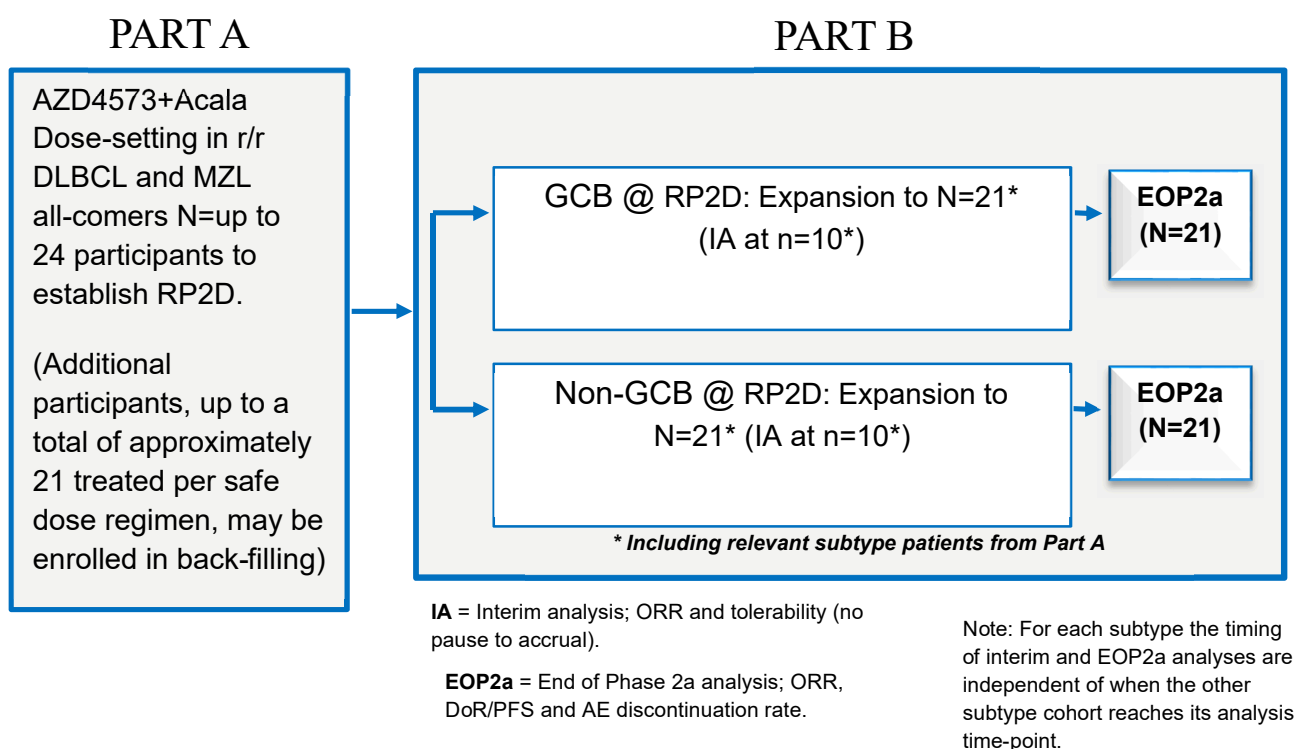 PART A
AZD4573+Acala
Dose-setting in r/r
DLBCL and MZL
all-comers N=up to
24 participants to
establish RP2D.
(Additional
participants, up to a
total of approximately
21 treated per safe
dose regimen, may be
enrolled in back-filling)
PART B
GCB @ RP2D: Expansion to N=21*
(IA at n=10*)
EOP2a
(N=21)
Non-GCB @ RP2D: Expansion to
N=21* (IA at n=10*)
EOP2a
(N=21)
* Including relevant subtype patients from Part A
IA = Interim analysis; ORR and tolerability (no
pause to accrual).
EOP2a = End of Phase 2a analysis; ORR,
DoR/PFS and AE discontinuation rate.
Note: For each subtype the timing
of interim and EOP2a analyses are
independent of when the other
subtype cohort reaches its analysis
time-point.